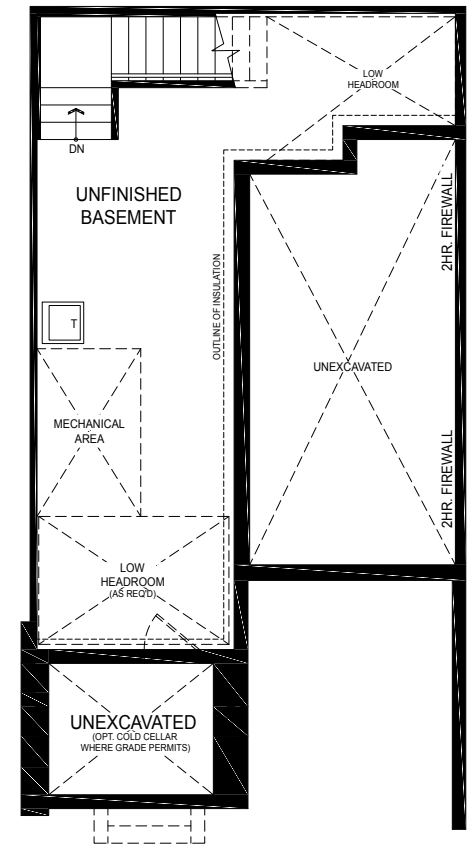 LOW
HEADROOM
DN
UNFINISHED
BASEMENT
2HR. FIREWALL
OUTLINE OF INSULATION
T
UNEXCAVATED
MECHANICAL
AREA
2HR. FIREWALL
LOW
HEADROOM
(AS REQ'D)
UNEXCAVATED
(OPT. COLD CELLAR
WHERE GRADE PERMITS)